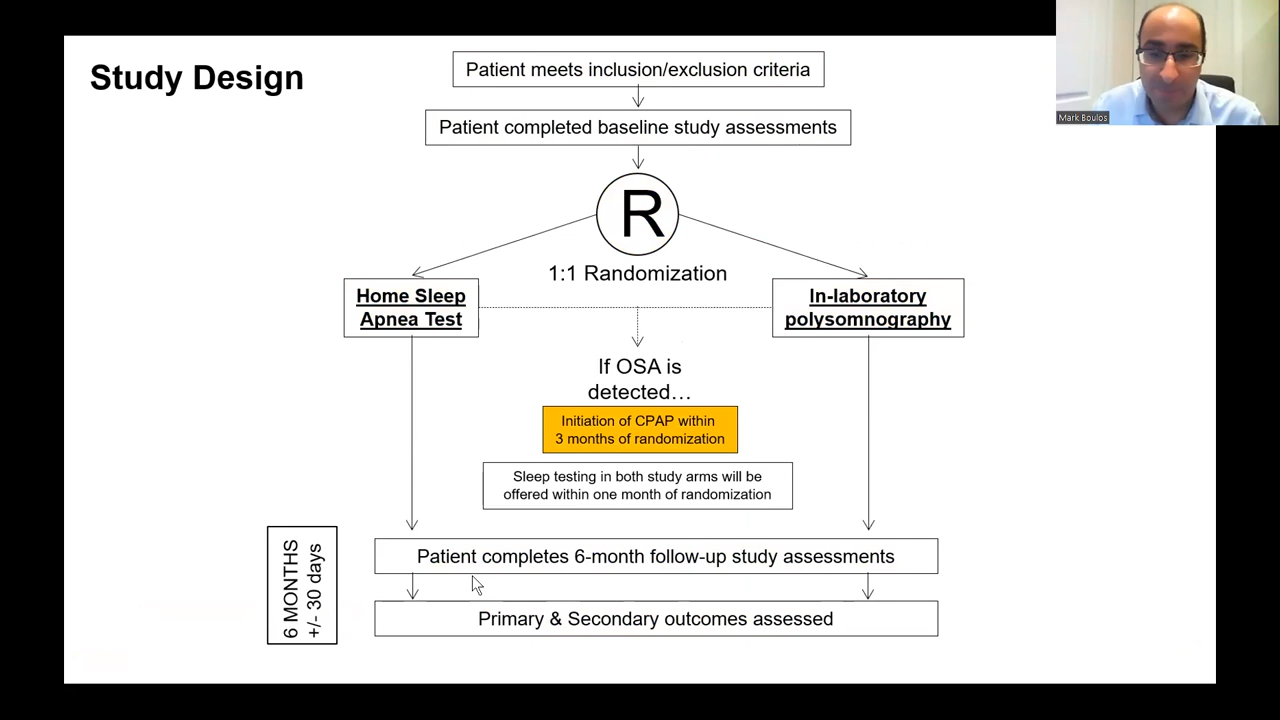 Study Design
Patient meets inclusion/exclusion criteria
Mark Boulos
Patient completed baseline study assessments
R
1:1 Randomization
Home Sleep
Apnea Test
In-laboratory
polysomnography
If OSA is
detected…
Initiation of CPAP within
3 months of randomization
Sleep testing in both study arms will be
offered within one month of randomization
6 MONTHS
+/- 30 days
Patient completes 6-month follow-up study assessments
Primary & Secondary outcomes assessed